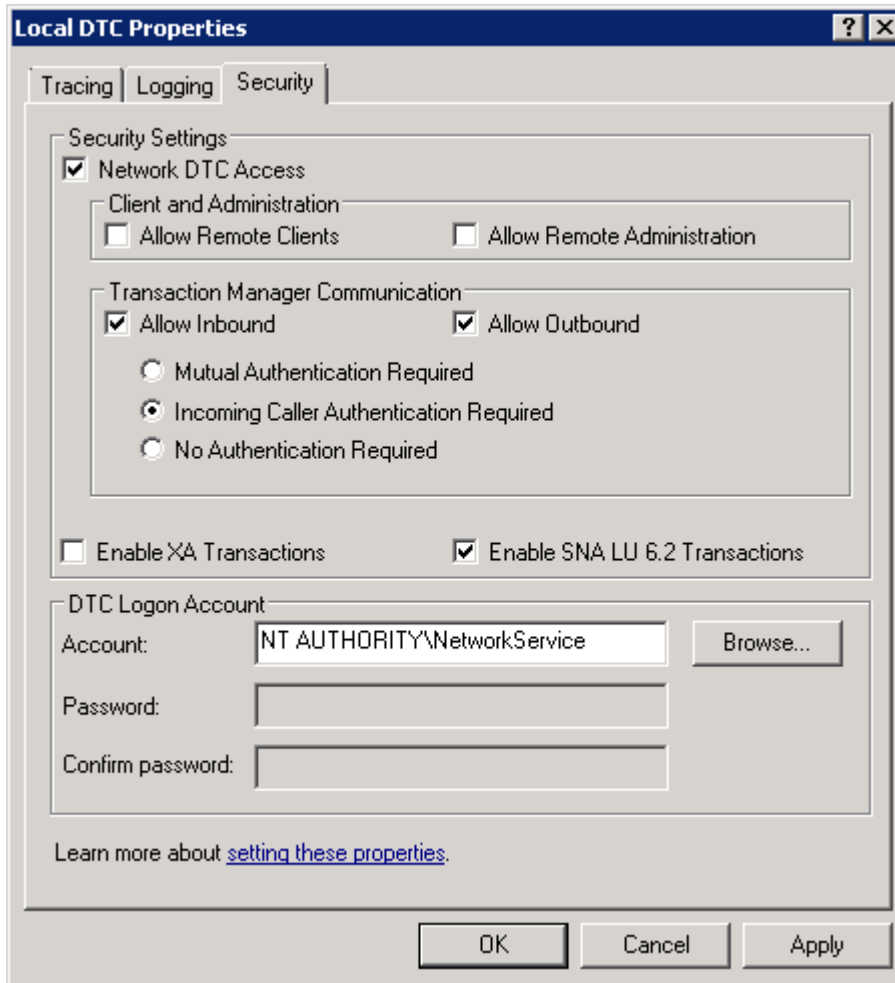 Local DTC Properties
Tracing Logging Security
Security Settings
Network DTC Access
Client and Administration
Allow Remote Clients Allow Remote Administration
Transaction Manager Communication
Allow Inbound Allow Outbound
Mutual Authentication Required
Incoming Caller Authentication Required
No Authentication Required
Enable XA Transactions Enable SNA LU 6.2 Transactions
DTC Logon Account
Account: NT AUTHORITY\NetworkService Browse...
Password:
Confirm password:
Learn more about setting these properties.
OK Cancel Apply